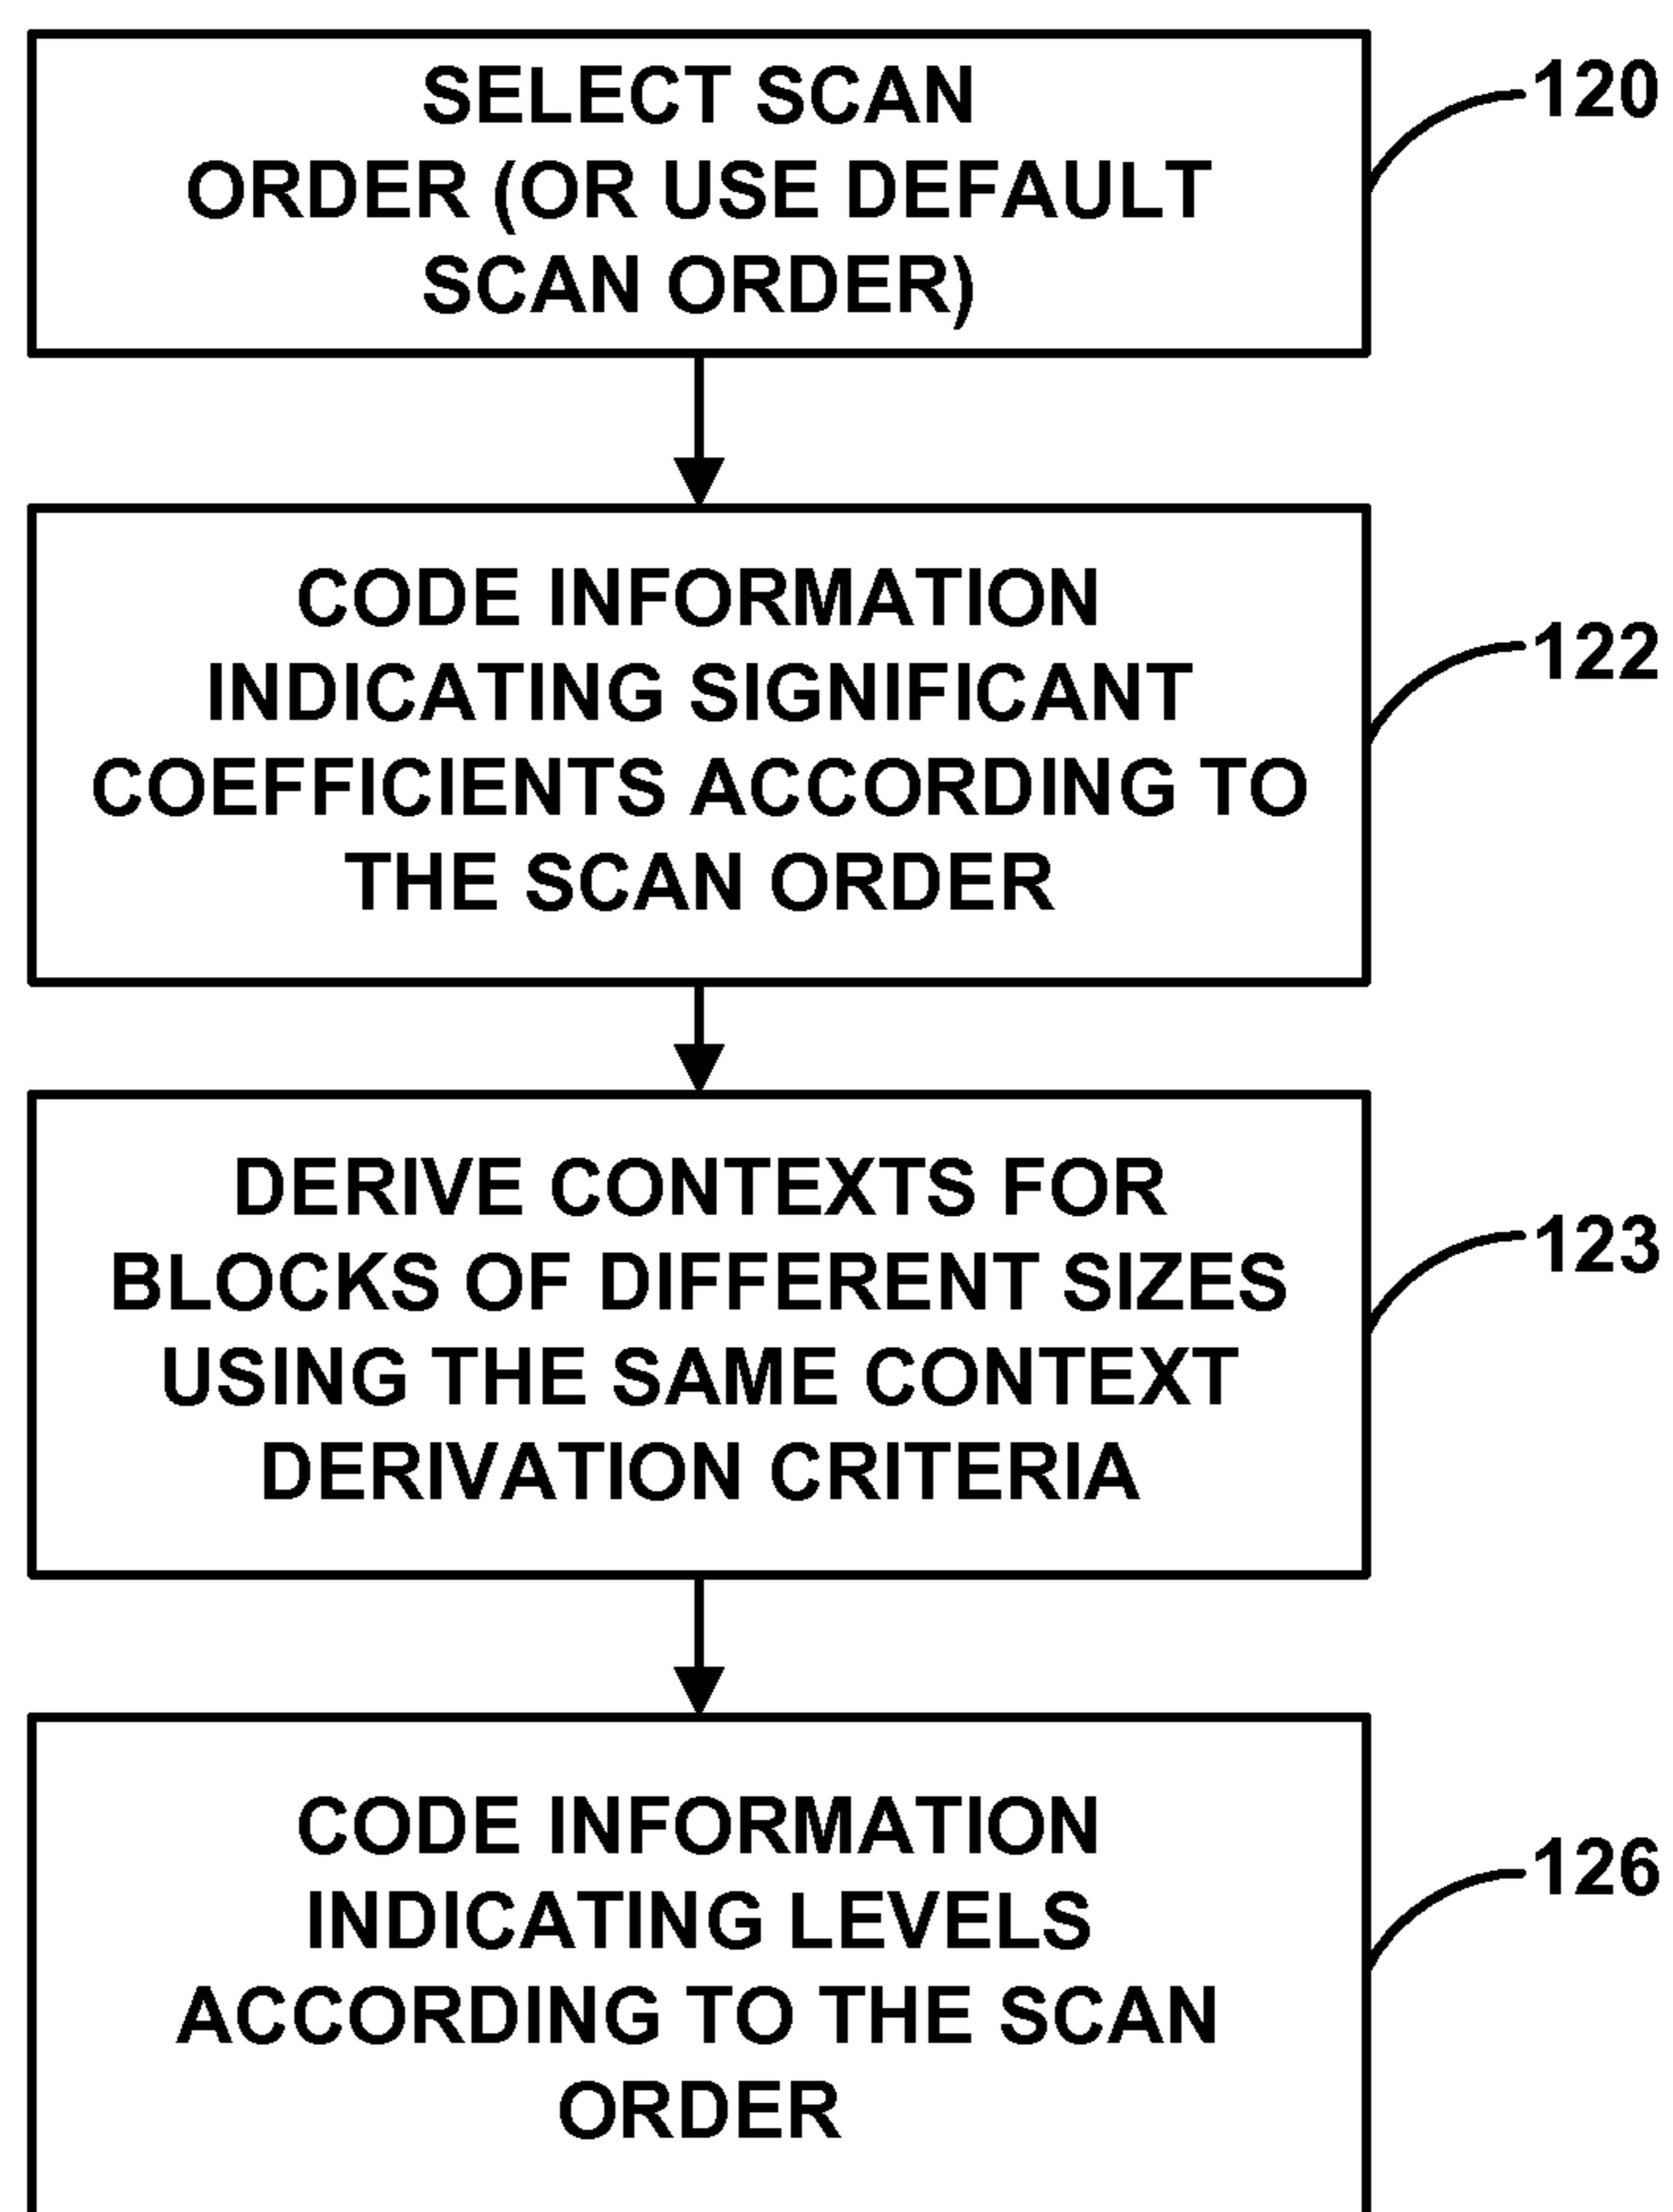 SELECT SCAN
ORDER (OR USE DEFAULT
SCAN ORDER)
120
CODE INFORMATION
INDICATING SIGNIFICANT
COEFFICIENTS ACCORDING TO
THE SCAN ORDER
122
DERIVE CONTEXTS FOR
BLOCKS OF DIFFERENT SIZES
USING THE SAME CONTEXT
DERIVATION CRITERIA
123
CODE INFORMATION
INDICATING LEVELS
ACCORDING TO THE SCAN
ORDER
126